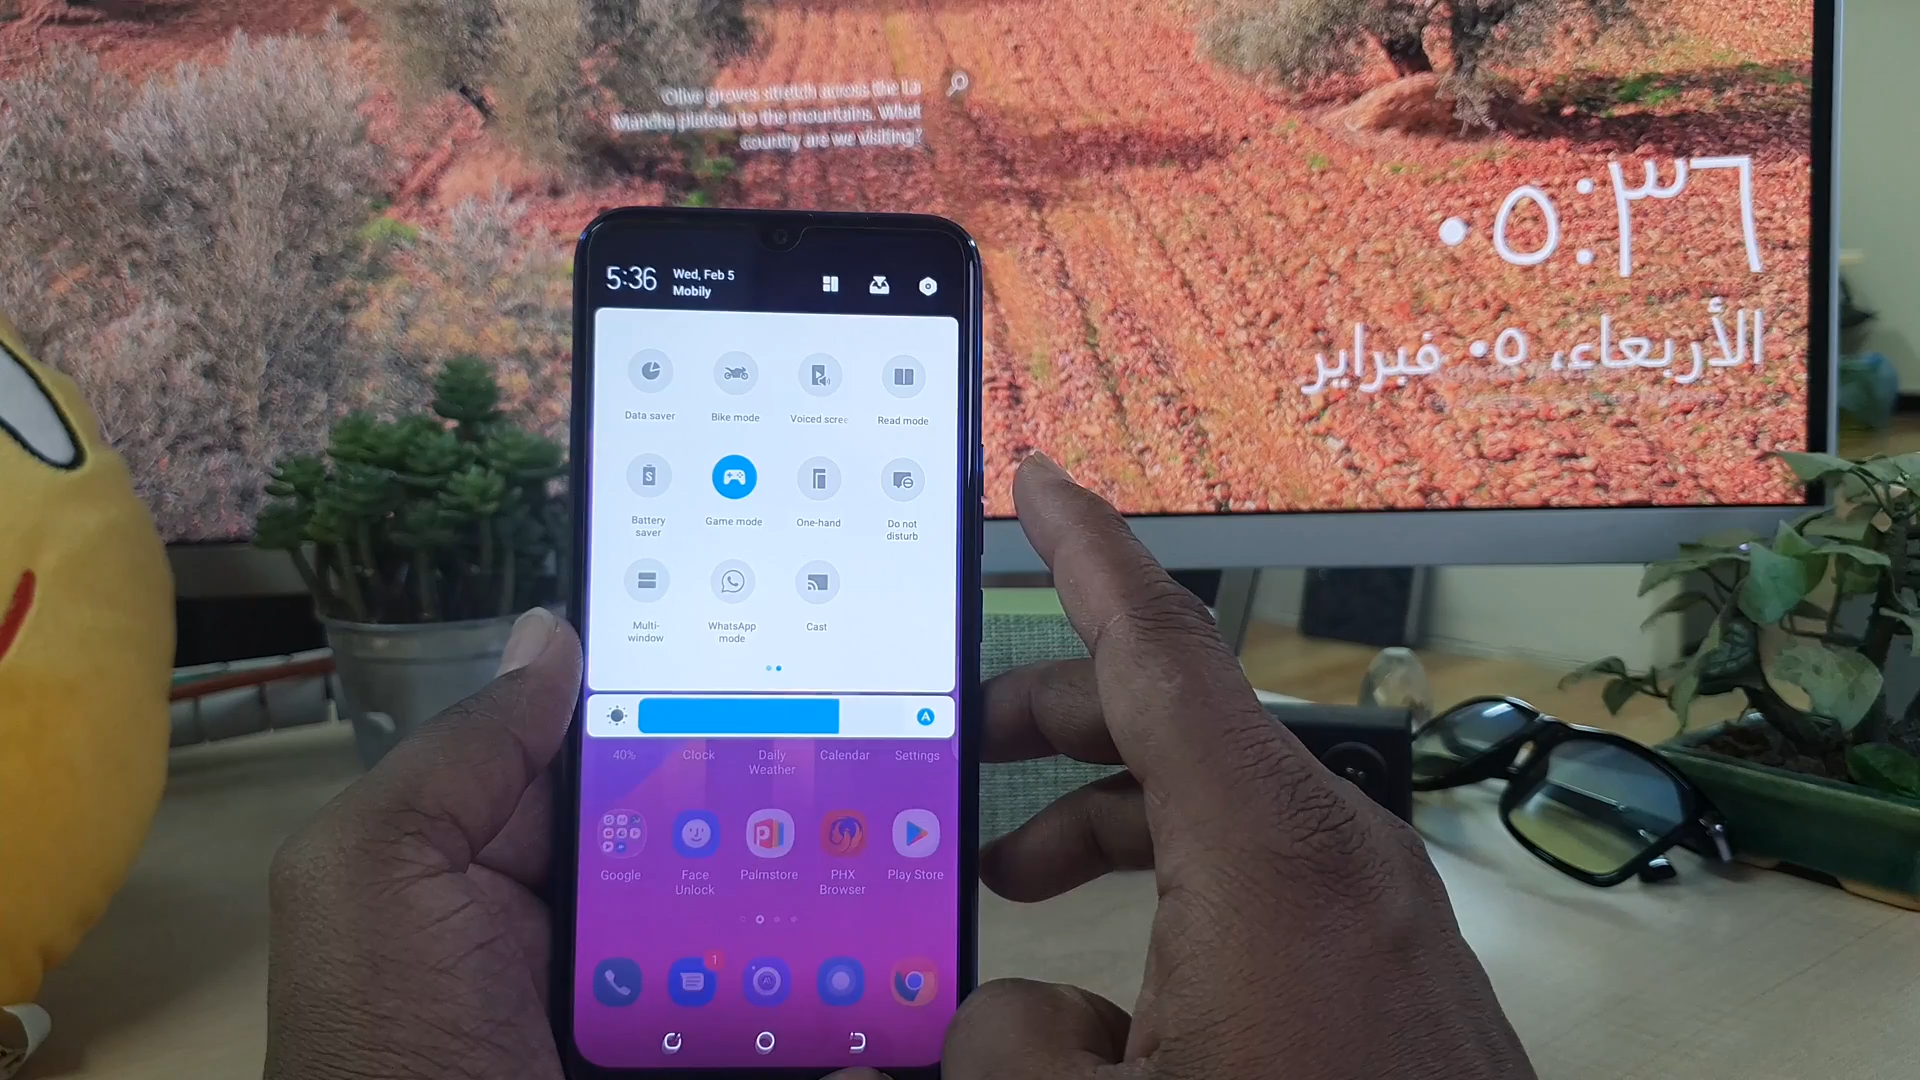 Olive groves stretch across the La
Mancha plateau to the mountains. What
country are we visiting?
٠٥:٣٦
الأربعاء، ٠٥ فبراير
5:36
Wed, Feb 5
Mobily
Data saver
Bike mode
Voiced scree
Read mode
Battery
saver
Game mode
One-hand
Do not
disturb
Multi-
window
WhatsApp
mode
Cast
A
40%
Clock
Daily
Weather
Calendar
Settings
Google
Face
Unlock
Palmstore
PHX
Browser
Play Store
1